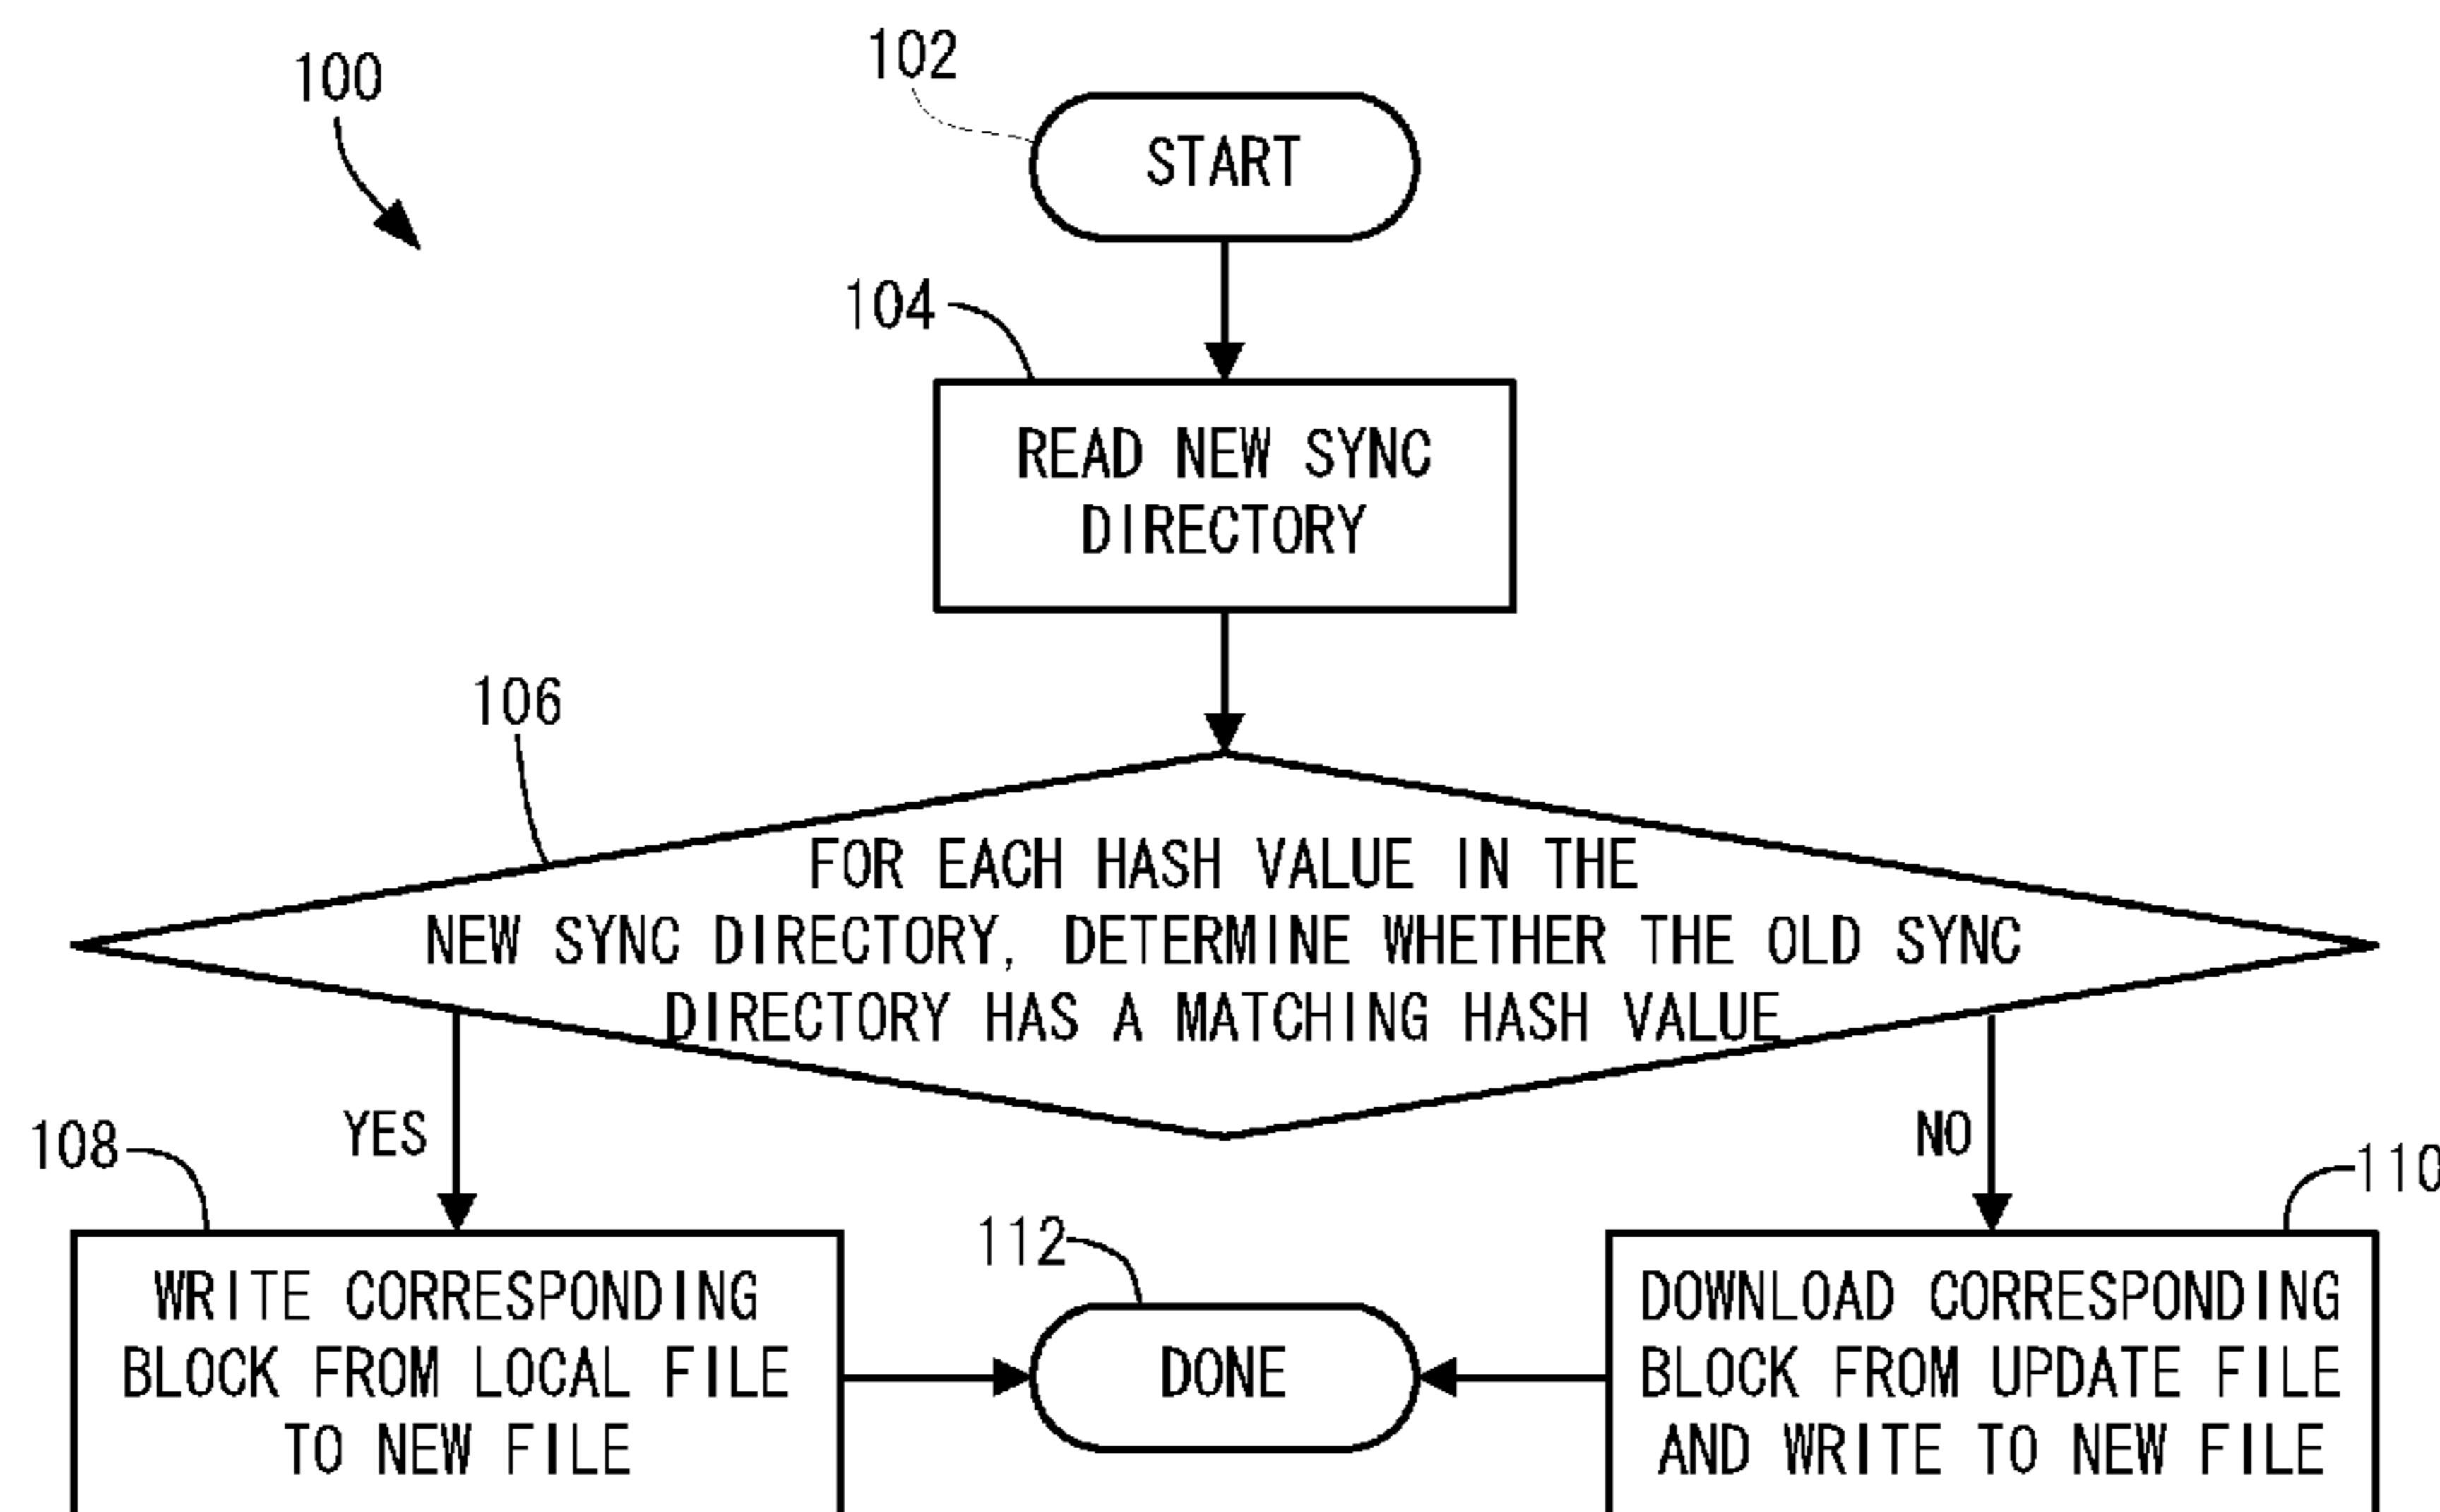 100
102
START
104
READ NEW SYNC
DIRECTORY
106
FOR EACH HASH VALUE IN THE
NEW SYNC DIRECTORY, DETERMINE WHETHER THE OLD SYNC
DIRECTORY HAS A MATCHING HASH VALUE
YES
NO
108
110
112
WRITE CORRESPONDING
BLOCK FROM LOCAL FILE
TO NEW FILE
DONE
DOWNLOAD CORRESPONDING
BLOCK FROM UPDATE FILE
AND WRITE TO NEW FILE